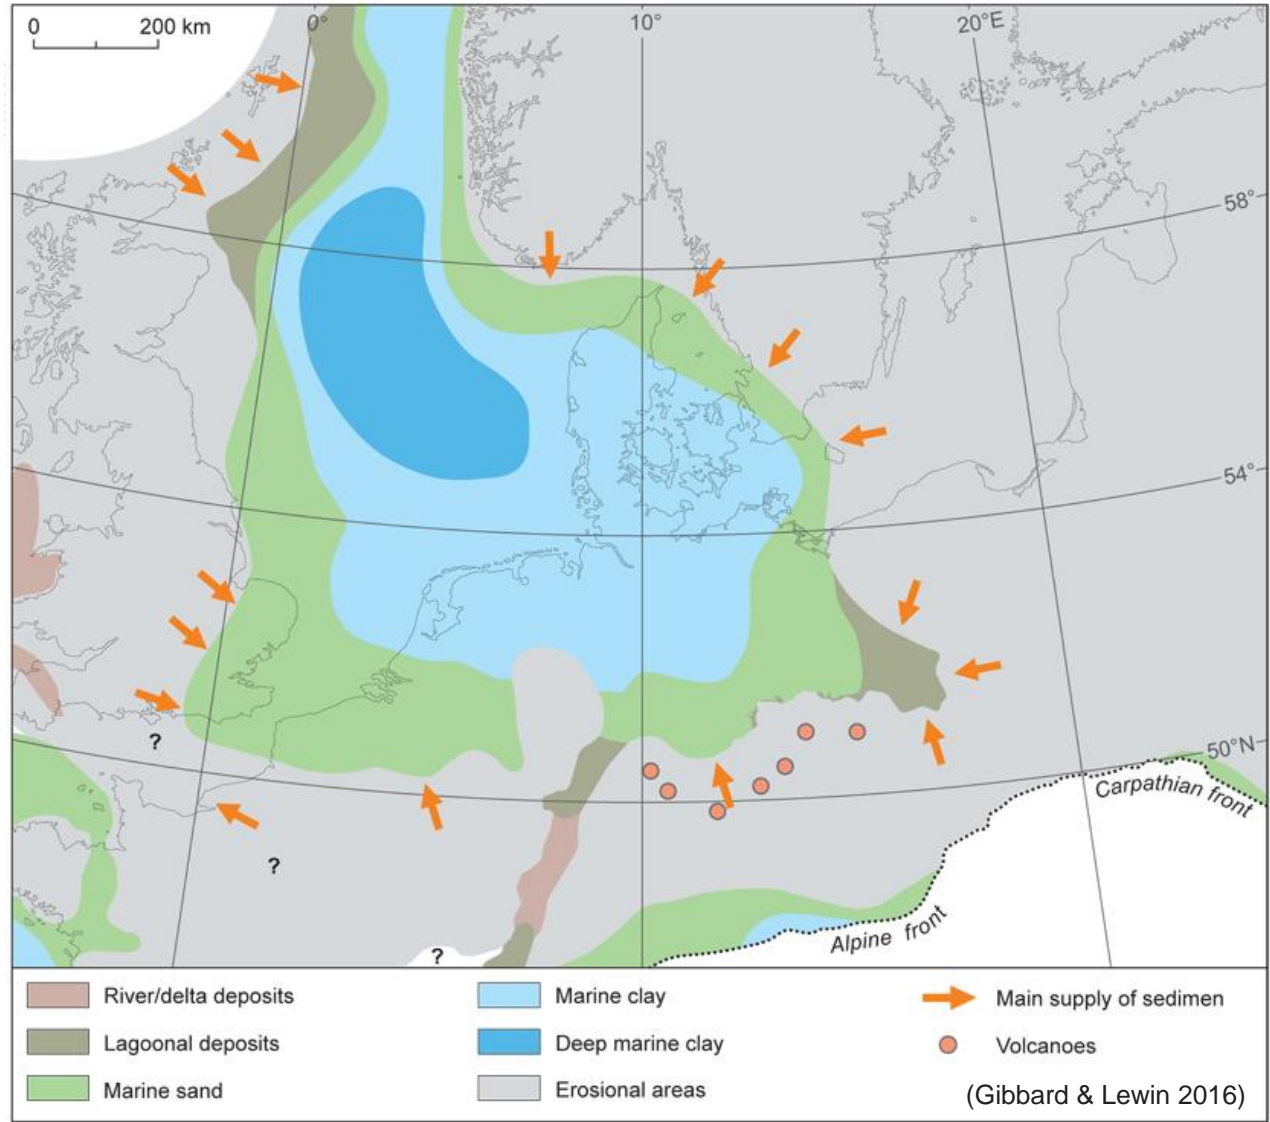 0 200 km
0°
10°
20°E
58°
54°
50°N
?
?
?
Carpathian front
Alpine front
River/delta deposits
Lagoonal deposits
Marine sand
Marine clay
Deep marine clay
Erosional areas
Main supply of sedimen
Volcanoes
(Gibbard & Lewin 2016)